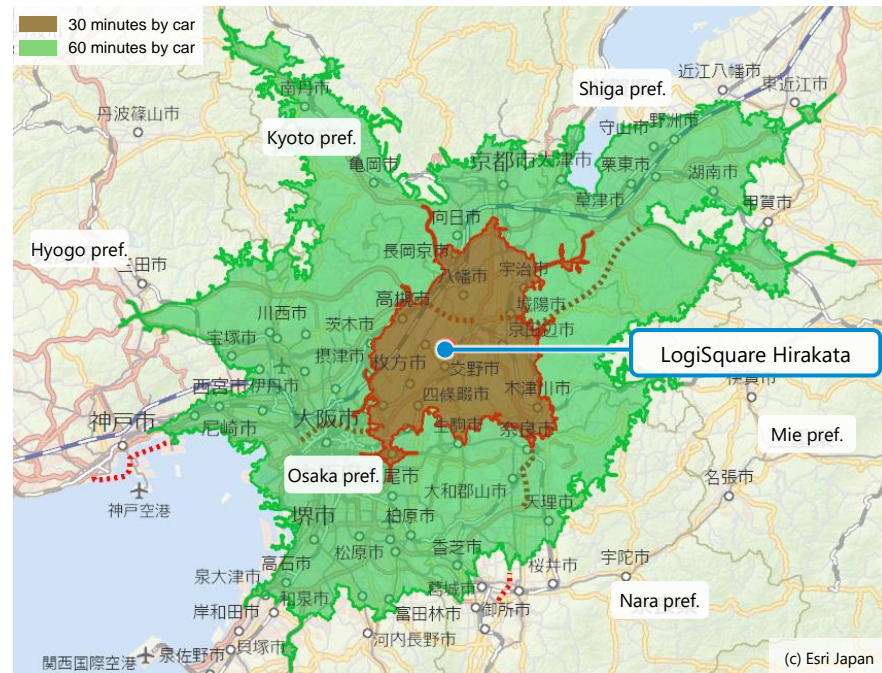 30 minutes by car
60 minutes by car
近江八幡市
東近江市
Shiga pref.
南丹市
丹波篠山市
守山市
野洲市
Kyoto pref.
亀岡市
京都市
大津市
栗東市
湖南市
草津市
甲賀市
向日市
長岡京市
Hyogo pref.
三田市
八幡市
宇治市
高槻市
城陽市
川西市
茨木市
京田辺市
宝塚市
摂津市
枚方市
交野市
LogiSquare Hirakata
西宮市
伊丹市
四條畷市
木津川市
伊賀市
神戸市
尼崎市
大阪市
生駒市
奈良市
Mie pref.
Osaka pref.
尾市
大和郡山市
名張市
神戸空港
天理市
堺市
柏原市
松原市
香芝市
高石市
桜井市
宇陀市
泉大津市
和泉市
葛城市
Nara pref.
岸和田市
富田林市
御所市
貝塚市
河内長野市
関西国際空港
泉佐野市
(c) Esri Japan